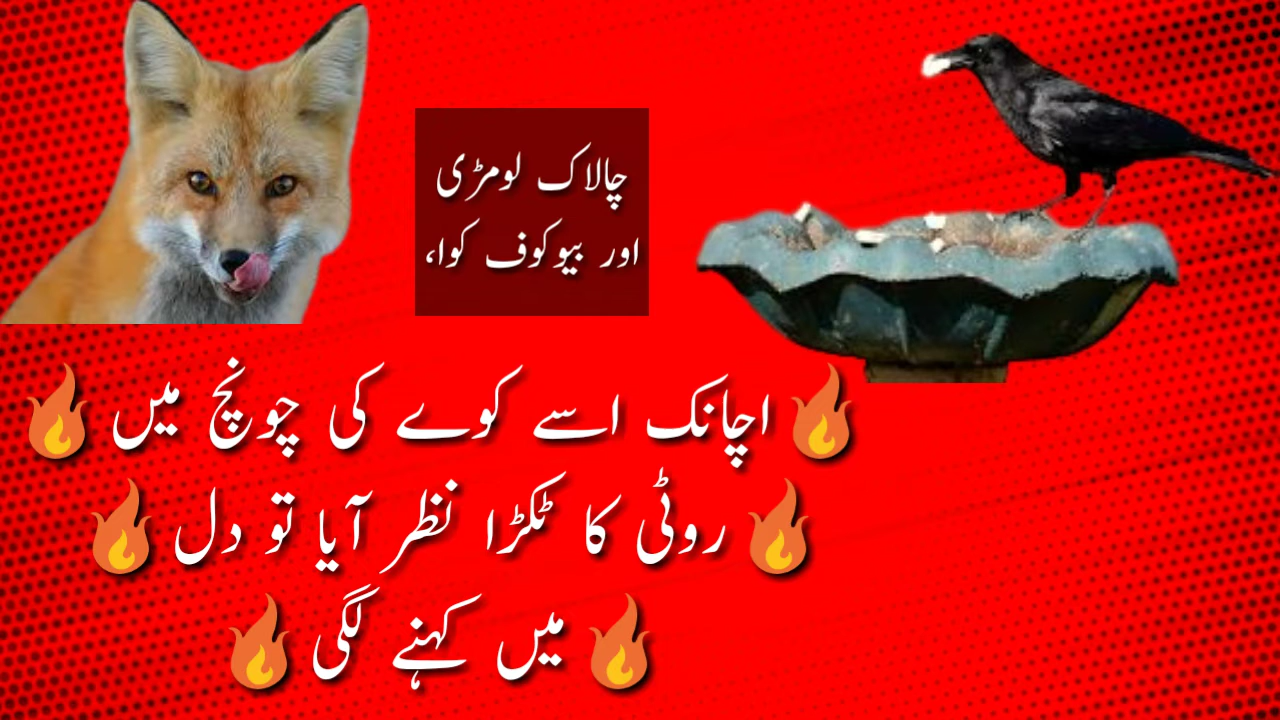 چالاک لومڑی
اور بیوکوف کوا،
🔥اچانک اسے کوے کی چونچ میں🔥
🔥روٹی کا ٹکڑا نظر آیا تو دل🔥
🔥میں کہنے لگی🔥